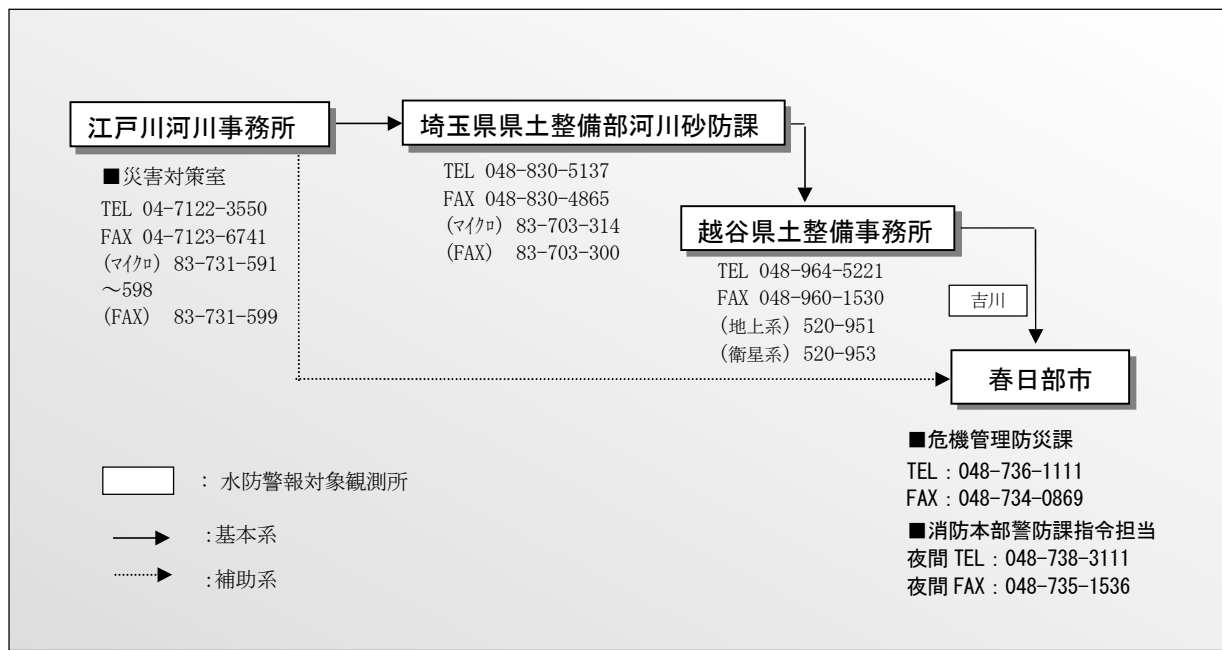 江戸川河川事務所
■災害対策室
TEL 04-7122-3550
FAX 04-7123-6741
(ﾏｲｸﾛ) 83-731-591
～598
(FAX) 83-731-599
埼玉県県土整備部河川砂防課
TEL 048-830-5137
FAX 048-830-4865
(ﾏｲｸﾛ) 83-703-314
(FAX) 83-703-300
越谷県土整備事務所
TEL 048-964-5221
FAX 048-960-1530
(地上系) 520-951
(衛星系) 520-953
吉川
春日部市
■危機管理防災課
TEL：048-736-1111
FAX：048-734-0869
■消防本部警防課指令担当
夜間 TEL：048-738-3111
夜間 FAX：048-735-1536
：水防警報対象観測所
:基本系
:補助系